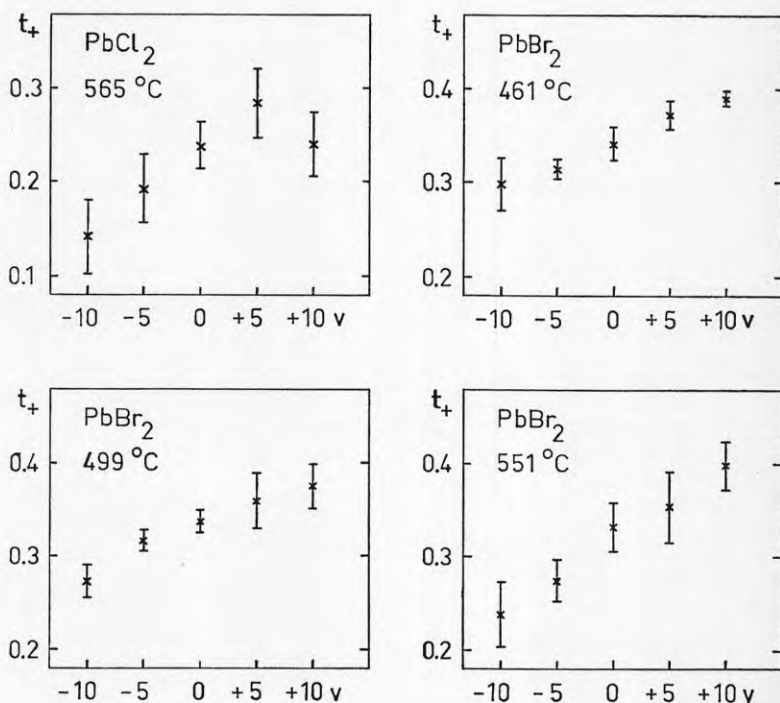 t₊
PbCl₂
565 °C
0.3
0.2
0.1
-10 -5 0 +5 +10 v
t₊
PbBr₂
461 °C
0.4
0.3
0.2
-10 -5 0 +5 +10 v
t₊
PbBr₂
499 °C
0.4
0.3
0.2
-10 -5 0 +5 +10 v
t₊
PbBr₂
551 °C
0.4
0.3
0.2
-10 -5 0 +5 +10 v